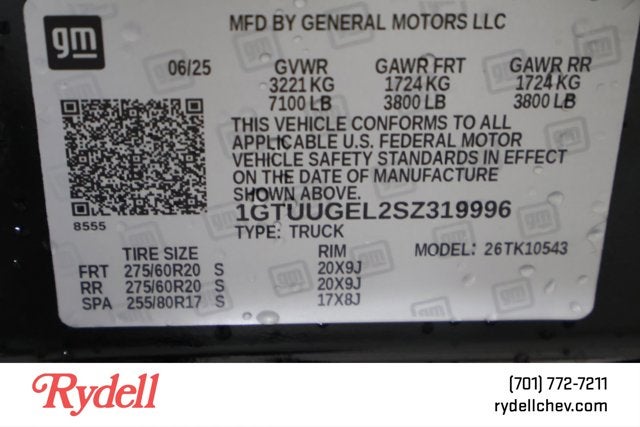 gm
MFD BY GENERAL MOTORS LLC
06/25 GVWR GAWR FRT GAWR RR
3221 KG 1724 KG 1724 KG
7100 LB 3800 LB 3800 LB
THIS VEHICLE CONFORMS TO ALL
APPLICABLE U.S. FEDERAL MOTOR
VEHICLE SAFETY STANDARDS IN EFFECT
ON THE DATE OF MANUFACTURE
SHOWN ABOVE.
8555
1GTUUGEL2SZ319996
TYPE: TRUCK MODEL: 26TK10543
TIRE SIZE RIM
FRT 275/60R20 S 20X9J
RR 275/60R20 S 20X9J
SPA 255/80R17 S 17X8J
Rydell
(701) 772-7211
rydellchev.com